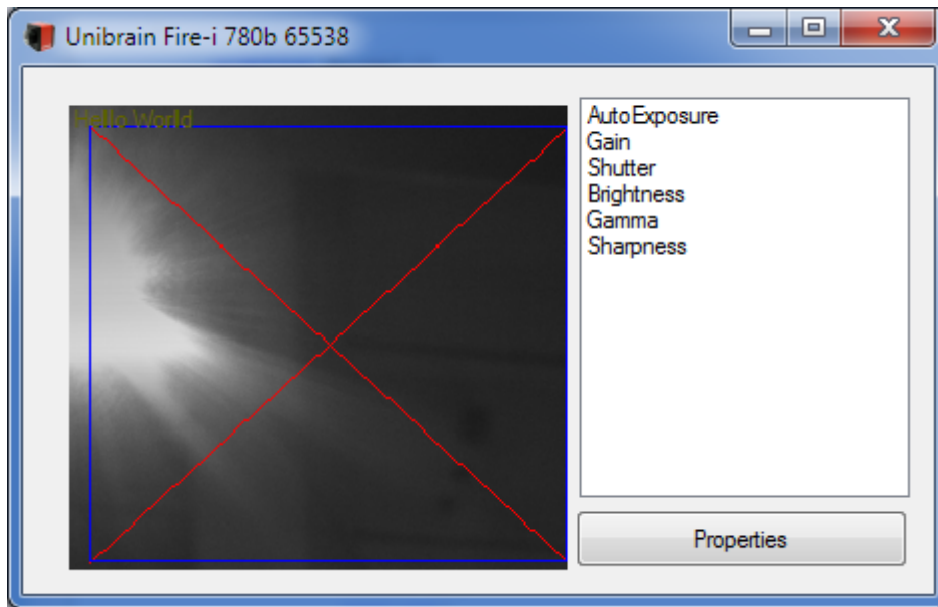 Unibrain Fire-i 780b 65538
Hello World
AutoExposure
Gain
Shutter
Brightness
Gamma
Sharpness
Properties